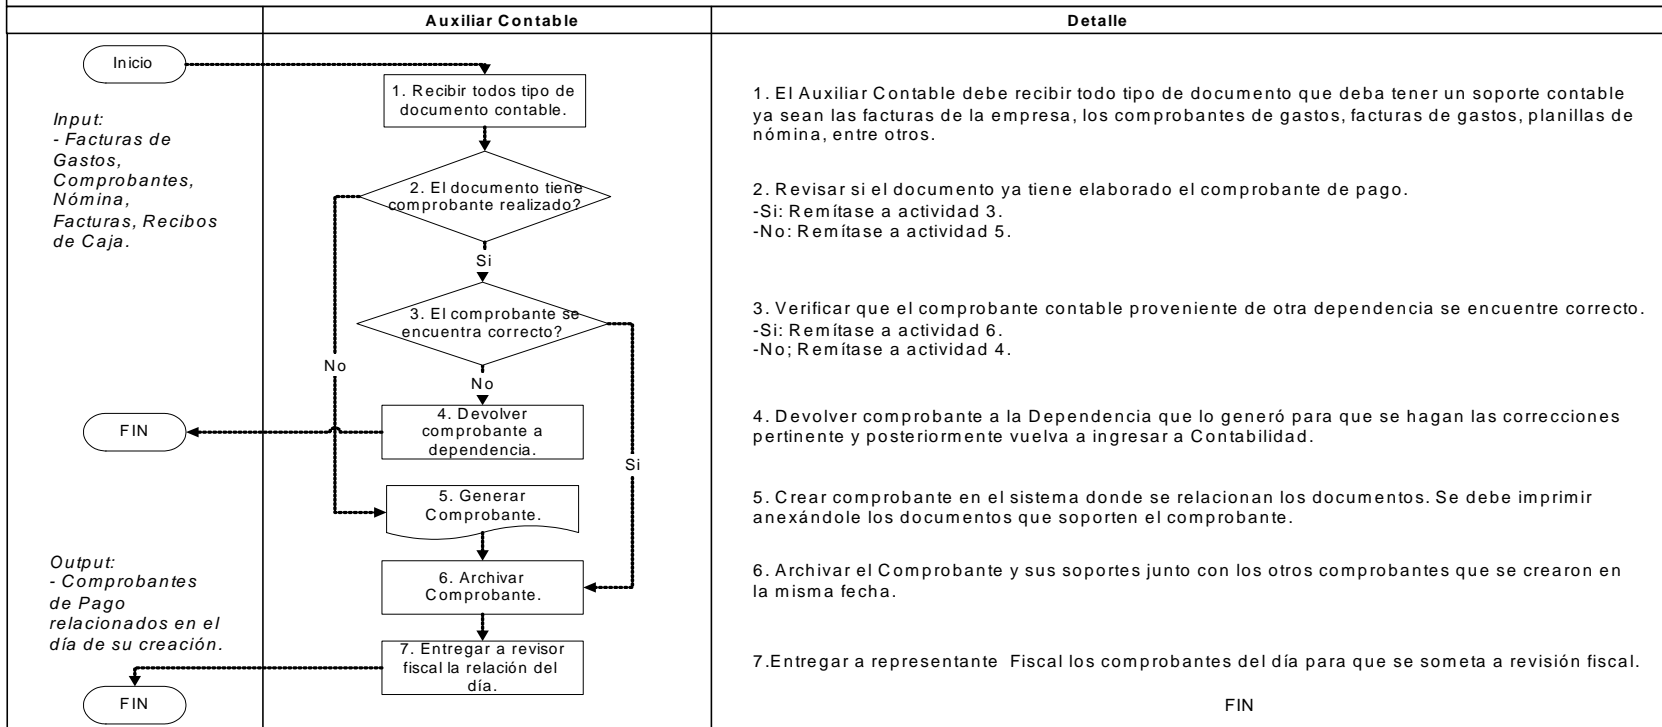 Auxiliar Contable
Detalle
Inicio
Input:
- Facturas de
Gastos,
Comprobantes,
Nómina,
Facturas, Recibos
de Caja.
FIN
Output:
- Comprobantes
de Pago
relacionados en el
día de su creación.
FIN
1. Recibir todos tipo de
documento contable.
2. El documento tiene
comprobante realizado?
Si
3. El comprobante se
encuentra correcto?
No
No
4. Devolver
comprobante a
dependencia.
Si
5. Generar
Comprobante.
6. Archivar
Comprobante.
7. Entregar a revisor
fiscal la relación del
día.
1. El Auxiliar Contable debe recibir todo tipo de documento que deba tener un soporte contable
ya sean las facturas de la empresa, los comprobantes de gastos, facturas de gastos, planillas de
nómina, entre otros.
2. Revisar si el documento ya tiene elaborado el comprobante de pago.
-Si: Remítase a actividad 3.
-No: Remítase a actividad 5.
3. Verificar que el comprobante contable proveniente de otra dependencia se encuentre correcto.
-Si: Remítase a actividad 6.
-No; Remítase a actividad 4.
4. Devolver comprobante a la Dependencia que lo generó para que se hagan las correcciones
pertinente y posteriormente vuelva a ingresar a Contabilidad.
5. Crear comprobante en el sistema donde se relacionan los documentos. Se debe imprimir
anexándole los documentos que soporten el comprobante.
6. Archivar el Comprobante y sus soportes junto con los otros comprobantes que se crearon en
la misma fecha.
7.Entregar a representante Fiscal los comprobantes del día para que se someta a revisión fiscal.
FIN